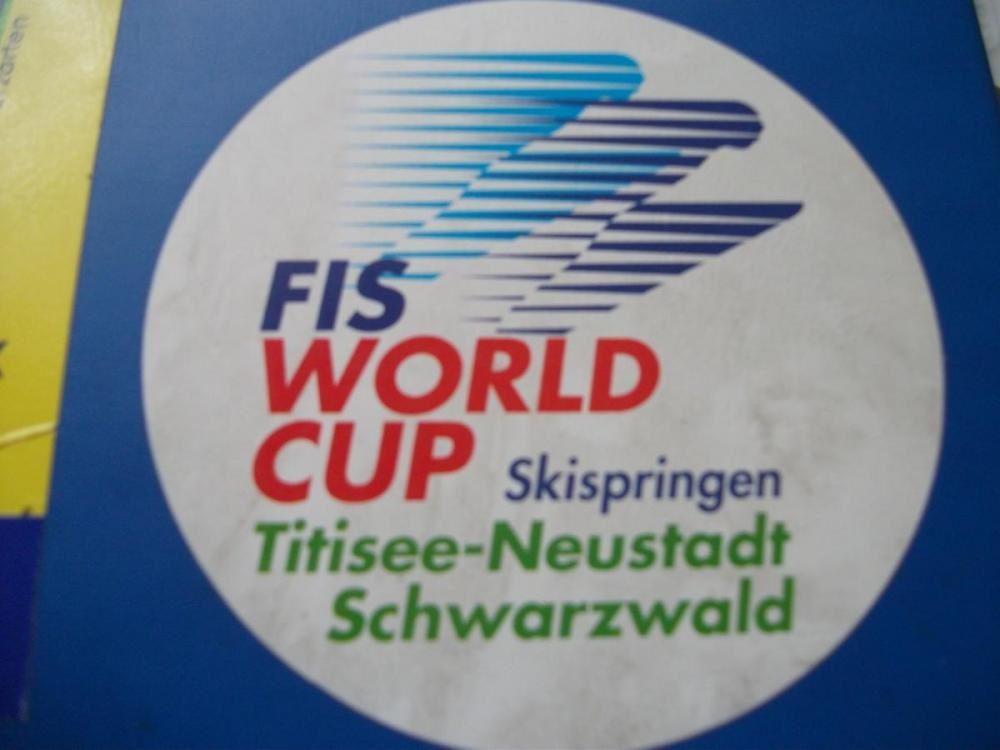 FIS
WORLD
CUP Skispringen
Titisee-Neustadt
Schwarzwald